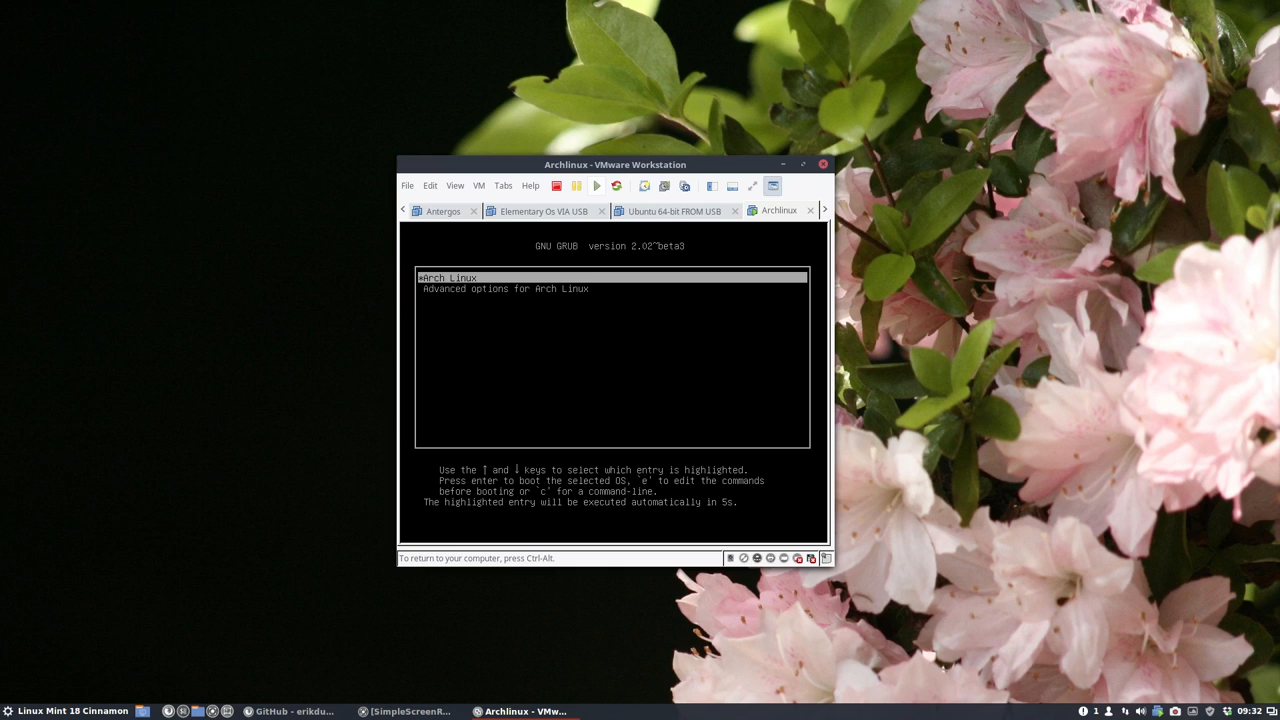 Archlinux - VMware Workstation
File Edit View VM Tabs Help
Antergos Elementary Os VIA USB Ubuntu 64-bit FROM USB Archlinux
GNU GRUB version 2.02~beta3
*Arch Linux
Advanced options for Arch Linux
Use the ↑ and ↓ keys to select which entry is highlighted.
Press enter to boot the selected OS, `e' to edit the commands
before booting or `c' for a command-line.
The highlighted entry will be executed automatically in 5s.
To return to your computer, press Ctrl-Alt.
Linux Mint 18 Cinnamon GitHub - erikdu... [SimpleScreenR... Archlinux - VMw... 1 09:32